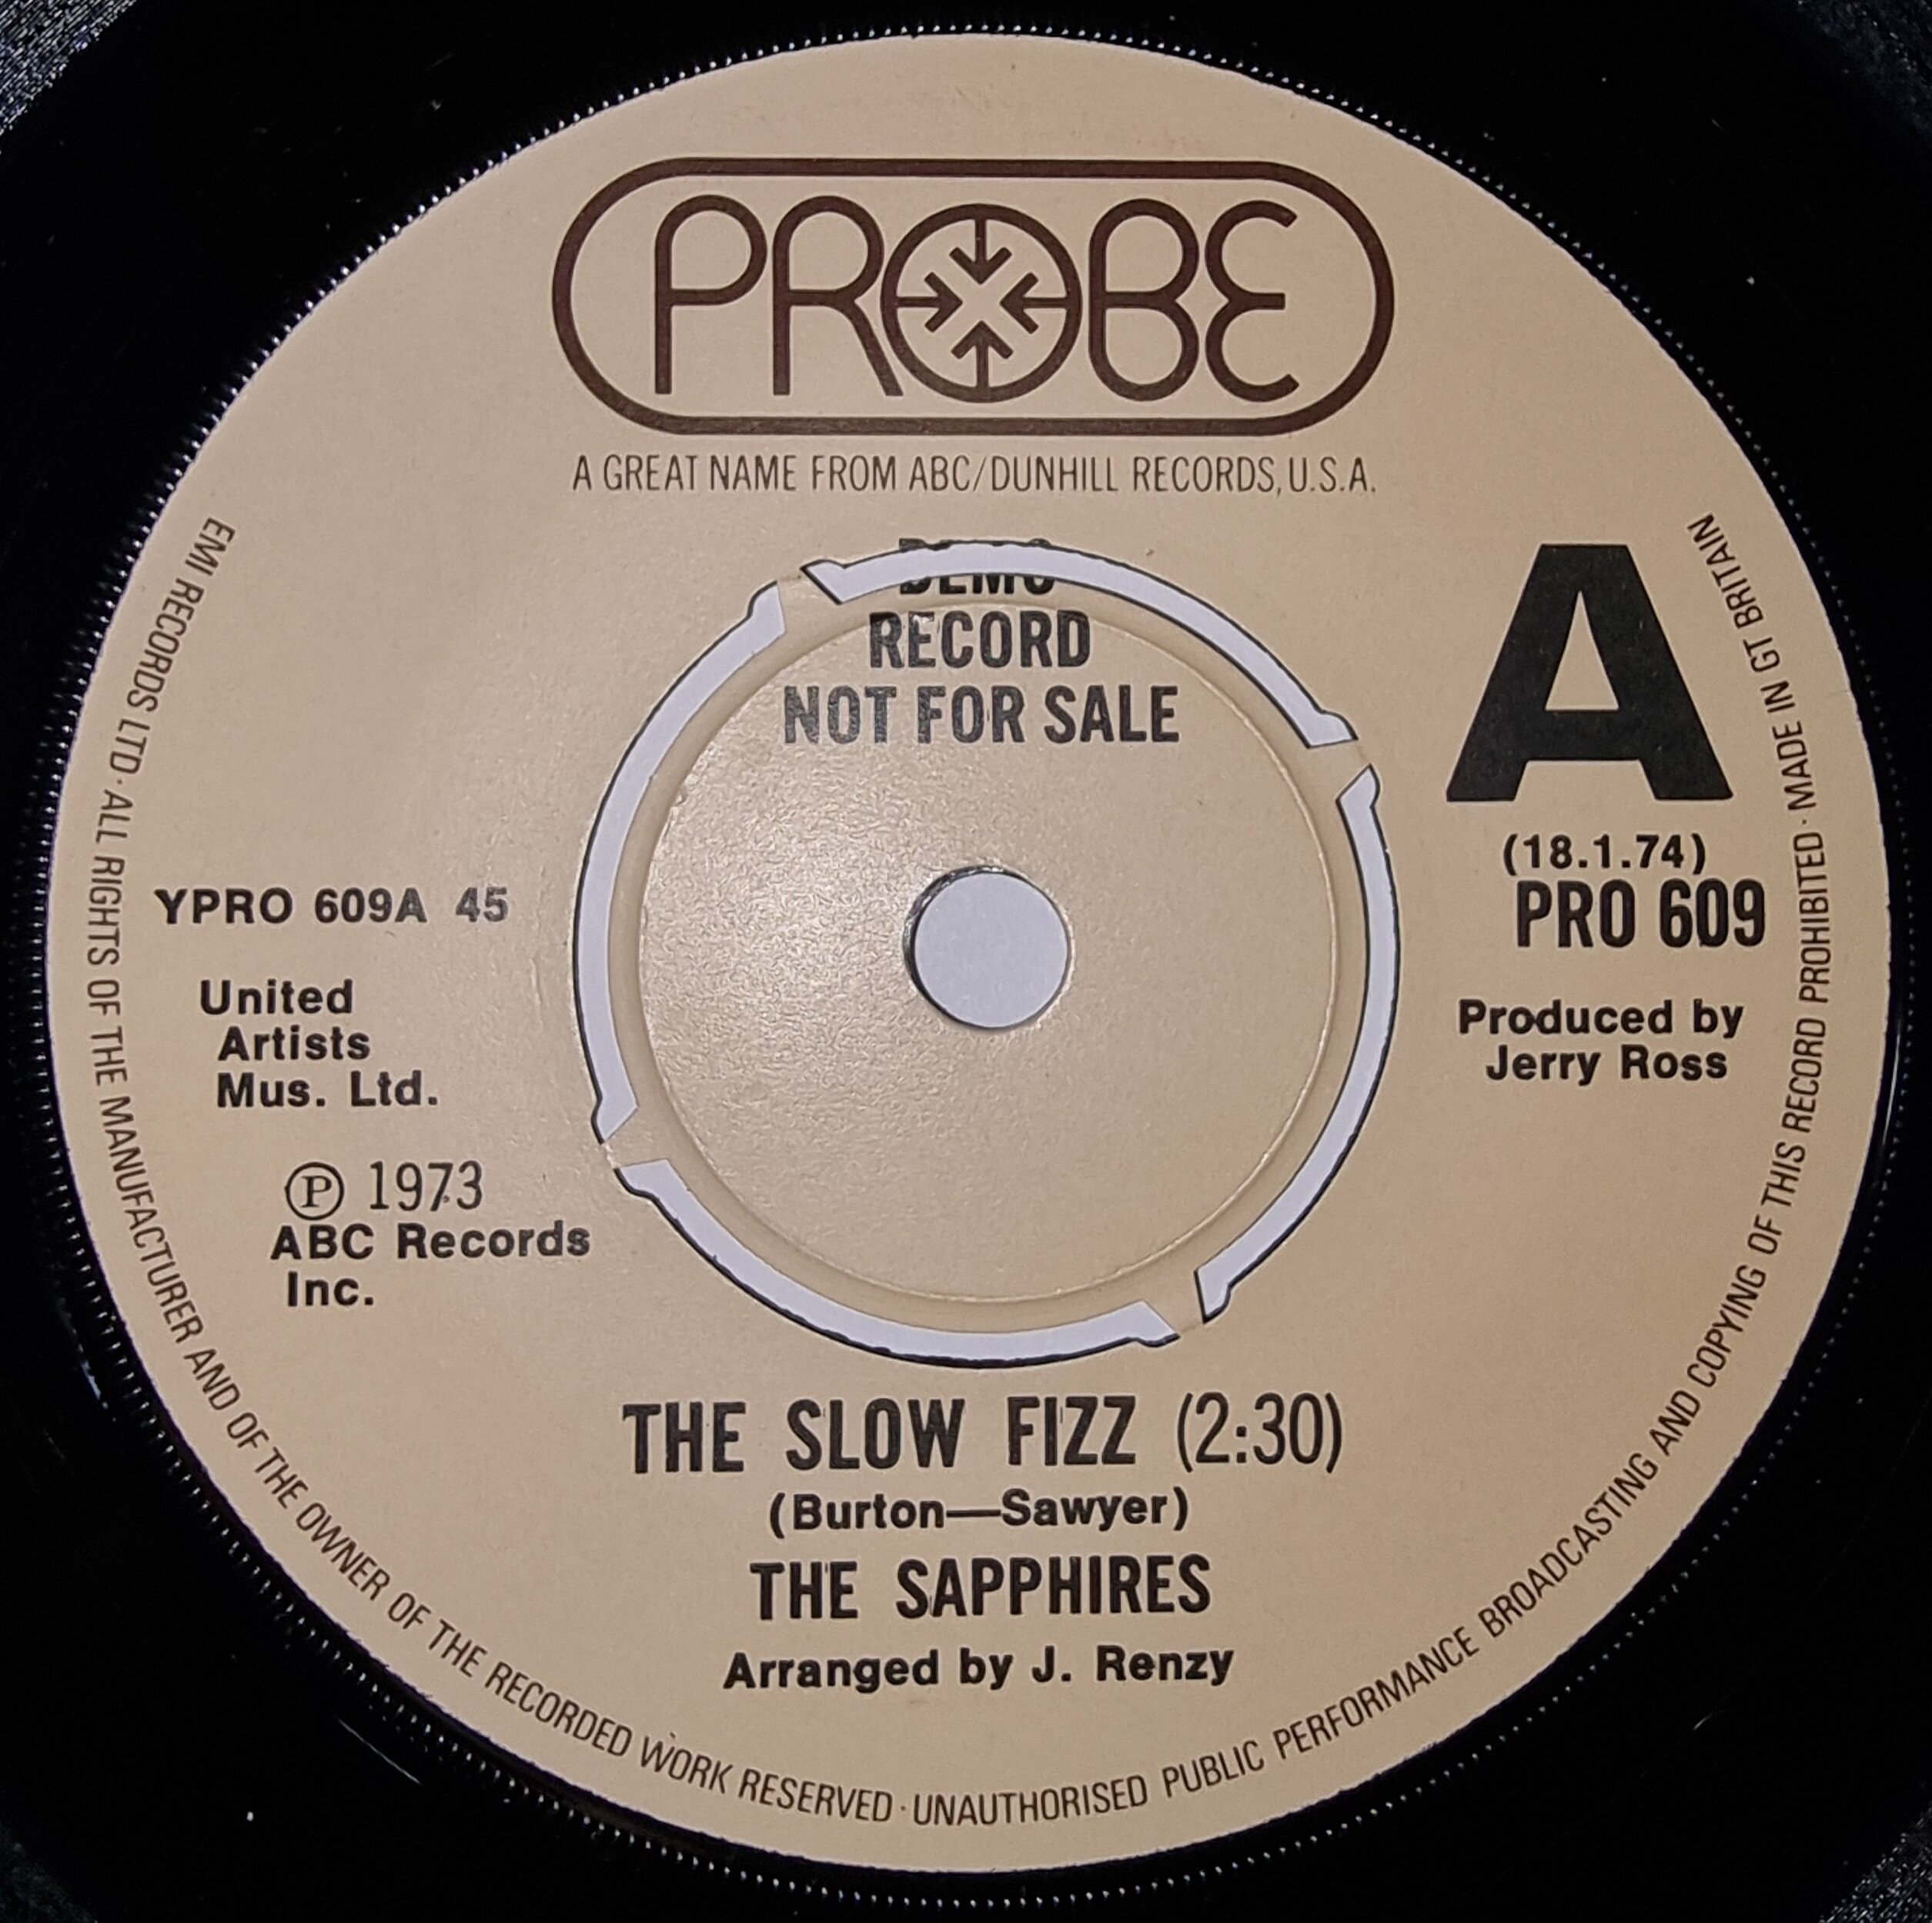 PROBE
A GREAT NAME FROM ABC/DUNHILL RECORDS, U.S.A.
DEMO
RECORD
NOT FOR SALE
A
(18.1.74)
PRO 609
Produced by
Jerry Ross
YPRO 609A 45
United
Artists
Mus. Ltd.
Ⓟ 1973
ABC Records
Inc.
THE SLOW FIZZ (2:30)
(Burton—Sawyer)
THE SAPPHIRES
Arranged by J. Renzy
EMI RECORDS LTD · ALL RIGHTS OF THE MANUFACTURER AND OF THE OWNER OF THE RECORDED WORK RESERVED · UNAUTHORISED PUBLIC PERFORMANCE BROADCASTING AND COPYING OF THIS RECORD PROHIBITED · MADE IN GT BRITAIN